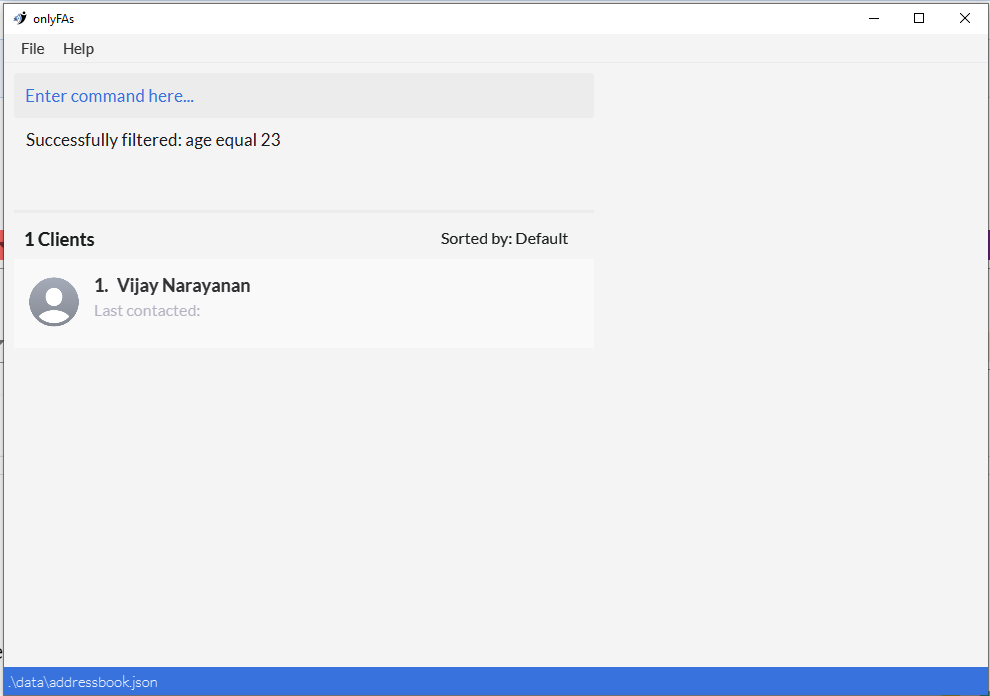 onlyFAs
File Help
Enter command here...
Successfully filtered: age equal 23
1 Clients Sorted by: Default
1. Vijay Narayanan
Last contacted:
.\data\addressbook.json